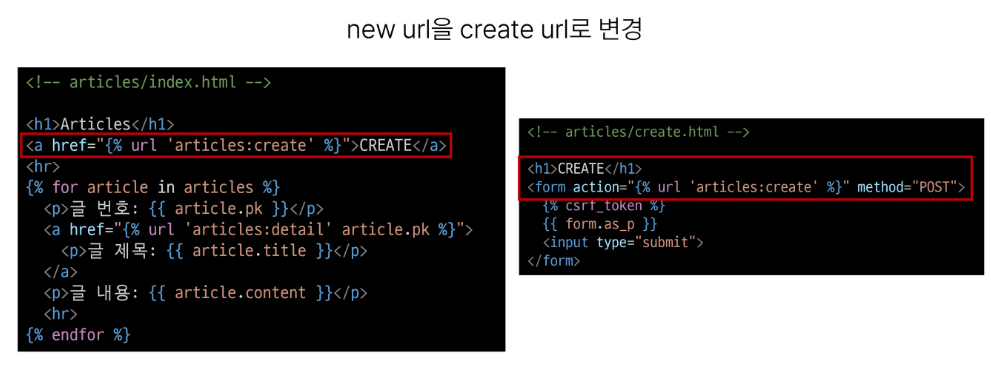 new url을 create url로 변경
<!-- articles/index.html -->
<h1>Articles</h1>
<a href="{% url 'articles:create' %}">CREATE</a>
<hr>
{% for article in articles %}
<p>글 번호: {{ article.pk }}</p>
<a href="{% url 'articles:detail' article.pk %}">
<p>글 제목: {{ article.title }}</p>
</a>
<p>글 내용: {{ article.content }}</p>
<hr>
{% endfor %}
<!-- articles/create.html -->
<h1>CREATE</h1>
<form action="{% url 'articles:create' %}" method="POST">
{% csrf_token %}
{{ form.as_p }}
<input type="submit">
</form>